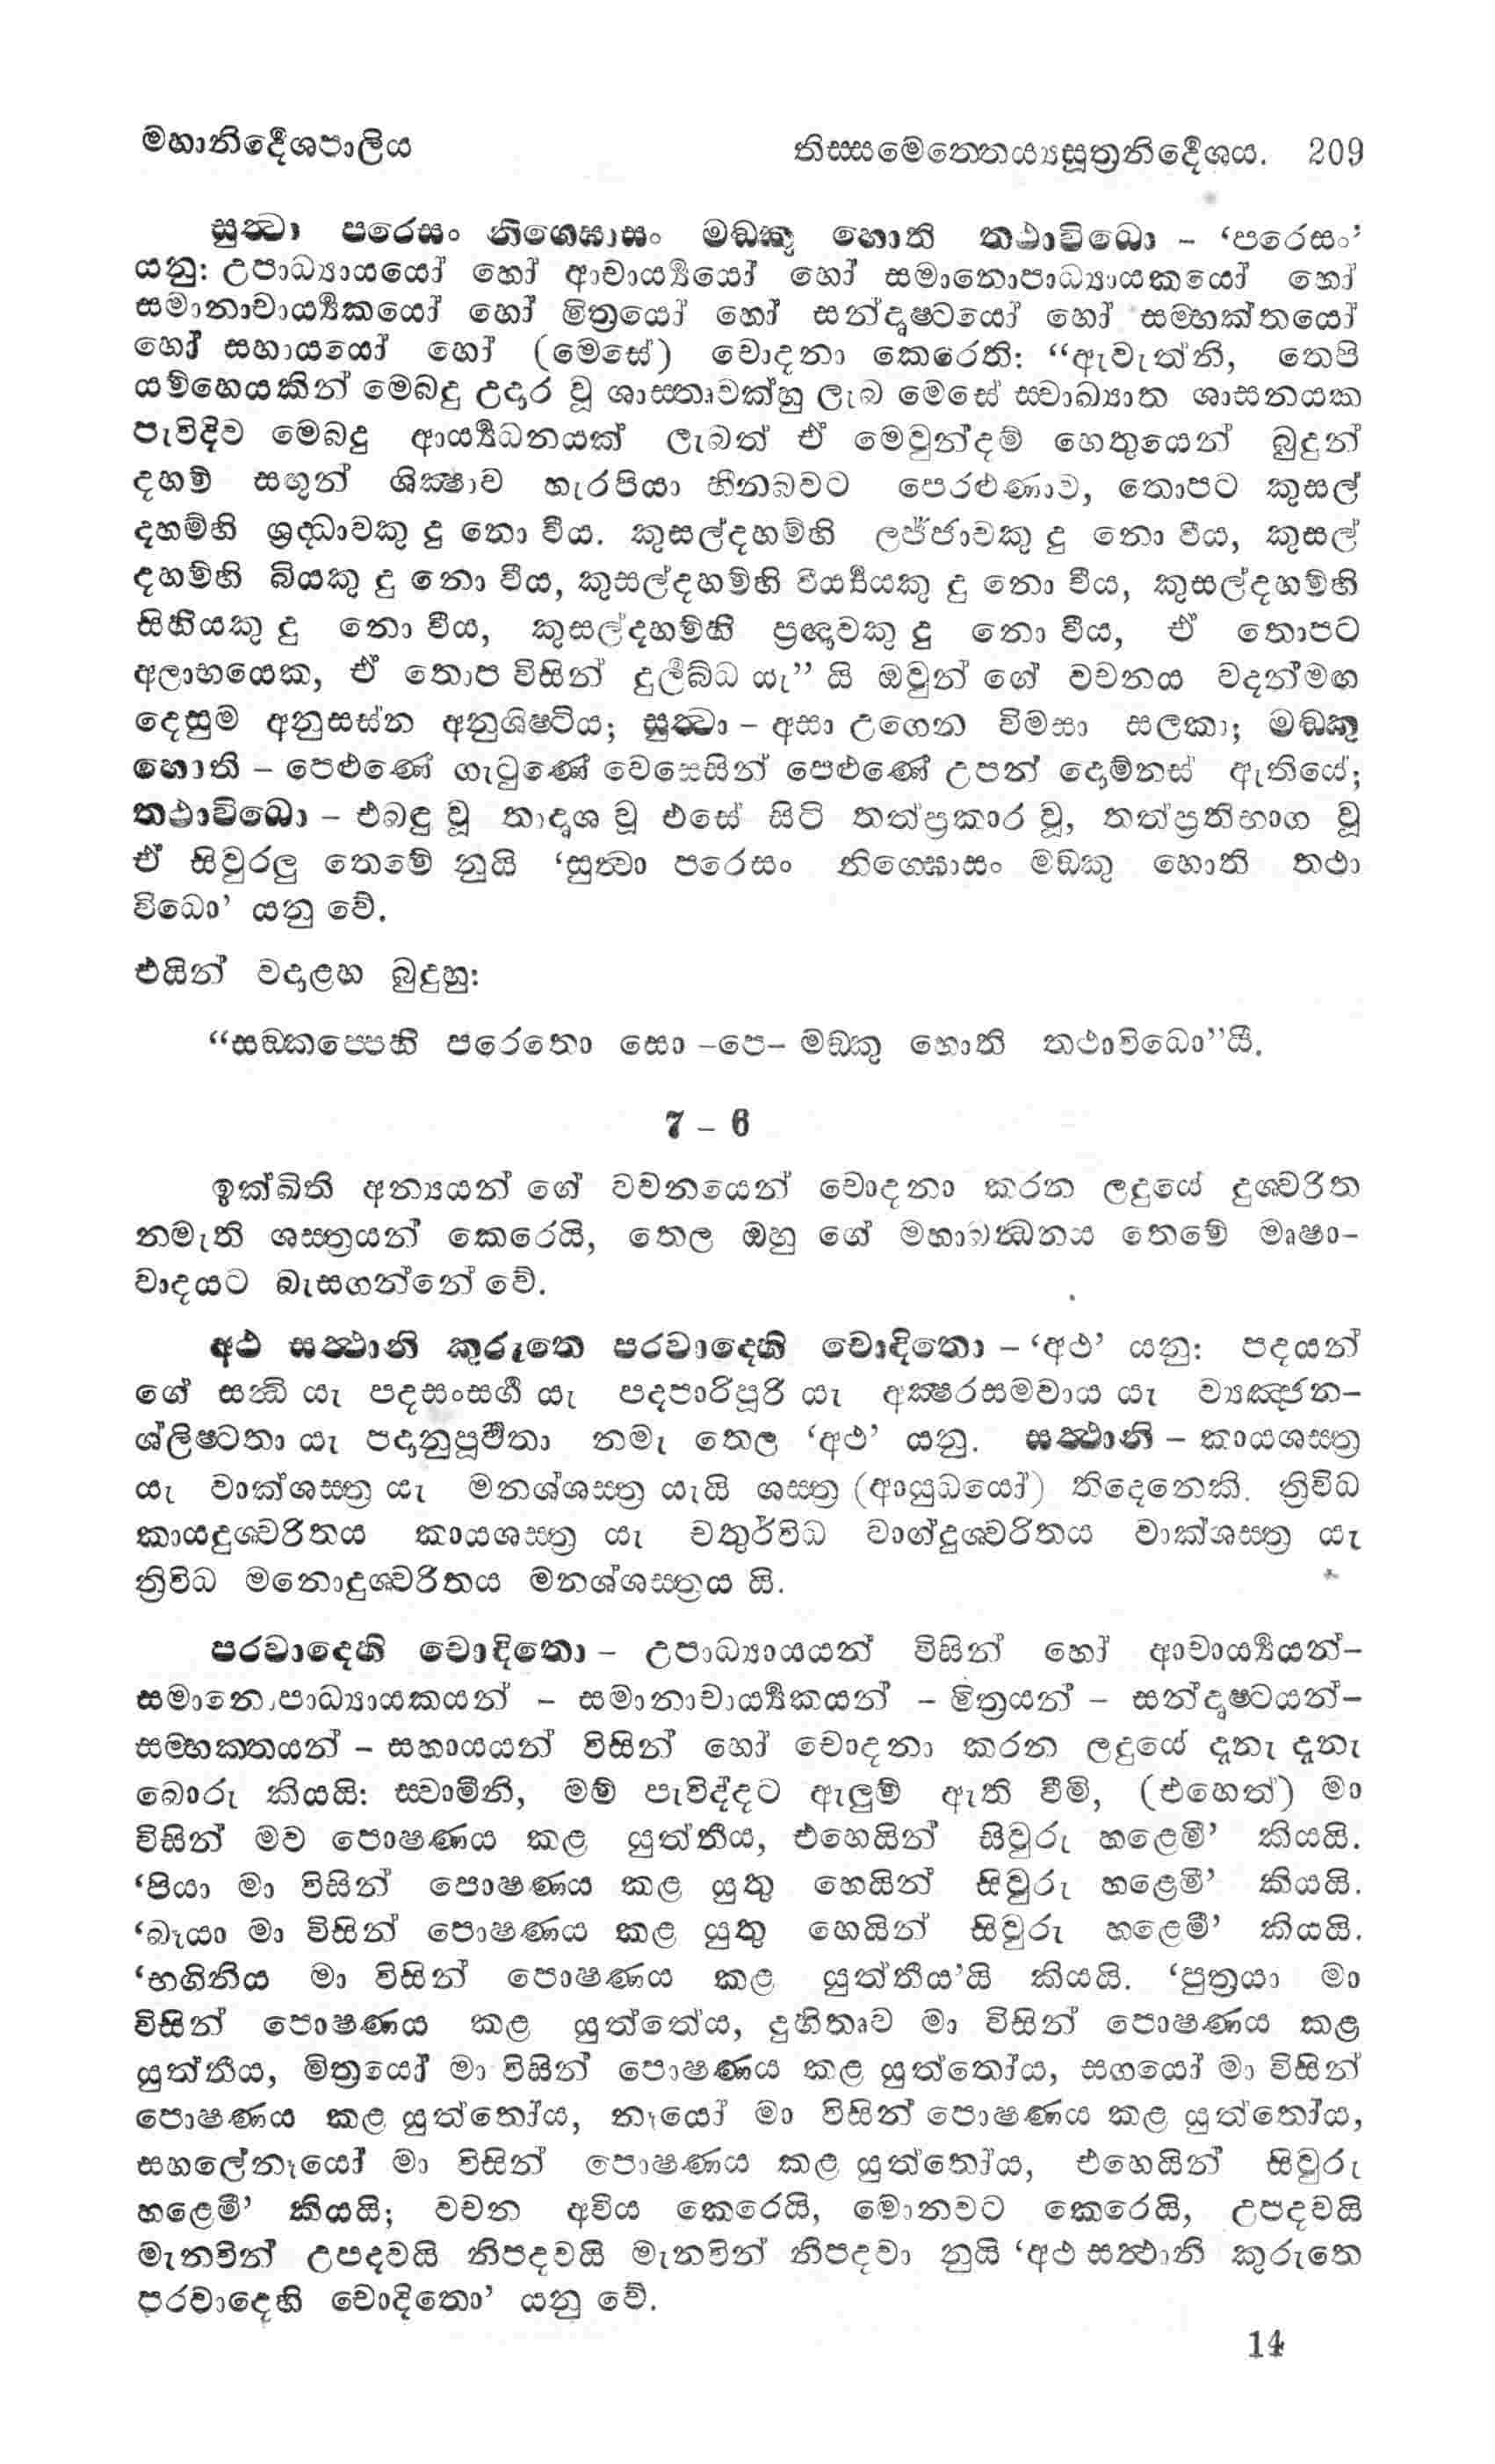 මහානිර්‍දේශපාලිය තිස්සමෙත්තෙය්‍යසූත්‍රනිර්‍දේශය. 209
සුත්‍වා පරෙසං නිග්ඝොසං මඞ්කු හොති තථාවිධො – ‘පරෙසං’
යනු: උපාධ්‍යායයෝ හෝ ආචාර්‍ය්‍යයෝ හෝ සමානොපාධ්‍යායකයෝ හෝ
සමානාචාර්‍ය්‍යකයෝ හෝ මිත්‍රයෝ හෝ සන්දෘෂ්ටයෝ හෝ සම්භක්තයෝ
හෝ සහායයෝ හෝ (මෙසේ) චොදනා කෙරෙති: “ඇවැත්නි, තෙපි
යම්හෙයකින් මෙබඳු උදාර වූ ශාස්තෘවක්හු ලැබ මෙසේ ස්වාඛ්‍යාත ශාසනයක
පැවිදිව මෙබඳු ආර්‍ය්‍යධනයක් ලැබත් ඒ මෙවුන්දම් හෙතුයෙන් බුදුන්
දහම් සඟුන් ශික්‍ෂාව හැරපියා හීනබවට පෙරළුණාව, තොපට කුසල්
දහම්හි ශ්‍රද්ධාවකු දු නො වීය. කුසල්දහම්හි ලජ්ජාවකු දු නො වීය, කුසල්
දහම්හි බියකු දු නො වීය, කුසල්දහම්හි වීර්‍ය්‍යයකු දු නො වීය, කුසල්දහම්හි
සිහියකු දු නො වීය, කුසල්දහම්හි ප්‍රඥාවකු දු නො වීය, ඒ තොපට
අලාභයෙක, ඒ තොප විසින් දුර්‍ලබ්ධ යැ” යි ඔවුන් ගේ වචනය වදන්මඟ
දෙසුම අනුසස්න අනුශිෂ්ටිය; සුත්‍වා – අසා උගෙන විමසා සලකා; මඞ්කු
හොති – පෙළුණේ ගැටුණේ වෙසෙසින් පෙළුණේ උපන් දොම්නස් ඇතියේ;
තථාවිධො – එබඳු වූ තාදෘශ වූ එසේ සිටි තත්ප්‍රකාර වූ, තත්ප්‍රතිභාග වූ
ඒ සිවුරලු තෙමේ නුයි ‘සුත්‍වා පරෙසං නිග්ඝොසං මඞ්කු හොති තථා
විධො’ යනු වේ.
එයින් වදාළහ බුදුහු:
“සඞ්කප්පෙහි පරෙතො සො –පෙ– මඞ්කු හොති තථාවිධො”යී.
7 – 6
ඉක්ඛිති අන්‍යයන් ගේ වචනයෙන් චොදනා කරන ලදුයේ දුශ්චරිත
නමැති ශස්ත්‍රයන් කෙරෙයි, තෙල ඔහු ගේ මහාබන්‍ධනය තෙමේ මෘෂා–
වාදයට බැසගන්නේ වේ.
අථ සත්‍ථානි කුරුතෙ පරවාදෙහි චොදිතො – ‘අථ’ යනු: පදයන්
ගේ සන්‍ධි යැ පදසංසර්‍ග යැ පදපාරිපූරි යැ අක්‍ෂරසමවාය යැ ව්‍යඤ්ජන–
ශ්ලිෂ්ටතා යැ පදානුපූර්‍විතා නමැ තෙල ‘අථ’ යනු. සත්‍ථානි – කායශස්ත්‍ර
යැ වාක්ශස්ත්‍ර යැ මනශ්ශස්ත්‍ර යැයි ශස්ත්‍ර (ආයුධයෝ) තිදෙනෙකි. ත්‍රිවිධ
කායදුශ්චරිතය කායශස්ත්‍ර යැ චතුර්විධ වාග්දුශ්චරිතය වාක්ශස්ත්‍ර යැ
ත්‍රිවිධ මනොදුශ්චරිතය මනශ්ශස්ත්‍රය යි.
පරවාදෙහි චොදිතො – උපාධ්‍යායයන් විසින් හෝ ආචාර්‍ය්‍යයන්–
සමානොපාධ්‍යායකයන් – සමානාචාර්‍ය්‍යකයන් – මිත්‍රයන් – සන්දෘෂ්ටයන්–
සම්භක්තයන් – සහායයන් විසින් හෝ චොදනා කරන ලදුයේ දැනැ දැනැ
බොරු කියයි: ස්වාමීනි, මම් පැවිද්දට ඇලුම් ඇති වීමි, (එහෙත්) මා
විසින් මව පොෂණය කළ යුත්තීය, එහෙයින් සිවුරු හළෙමී’ කියයි.
‘පියා මා විසින් පොෂණය කළ යුතු හෙයින් සිවුරු හළෙමී’ කියයි.
‘බෑයා මා විසින් පොෂණය කළ යුතු හෙයින් සිවුරු හළෙමී’ කියයි.
‘භගිනිය මා විසින් පොෂණය කළ යුත්තීය’යි කියයි. ‘පුත්‍රයා මා
විසින් පොෂණය කළ යුත්තේය, දුහිතෘව මා විසින් පොෂණය කළ
යුත්තීය, මිත්‍රයෝ මා විසින් පොෂණය කළ යුත්තෝය, සගයෝ මා විසින්
පොෂණය කළ යුත්තෝය, නෑයෝ මා විසින් පොෂණය කළ යුත්තෝය,
සහලේනෑයෝ මා විසින් පොෂණය කළ යුත්තෝය, එහෙයින් සිවුරු
හළෙමී’ කියයි; වචන අවිය කෙරෙයි, මොනවට කෙරෙයි, උපදවයි
මැනවින් උපදවයි නිපදවයි මැනවින් නිපදවා නුයි ‘අථ සත්‍ථානි කුරුතෙ
පරවාදෙහි චොදිතො’ යනු වේ.
14